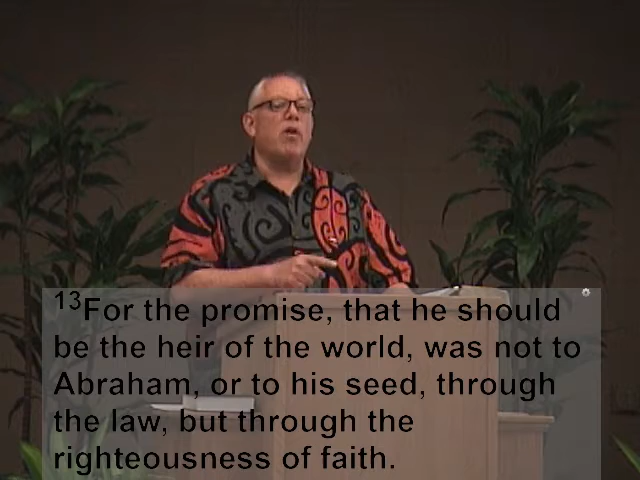 13For the promise, that he should
be the heir of the world, was not to
Abraham, or to his seed, through
the law, but through the
righteousness of faith.